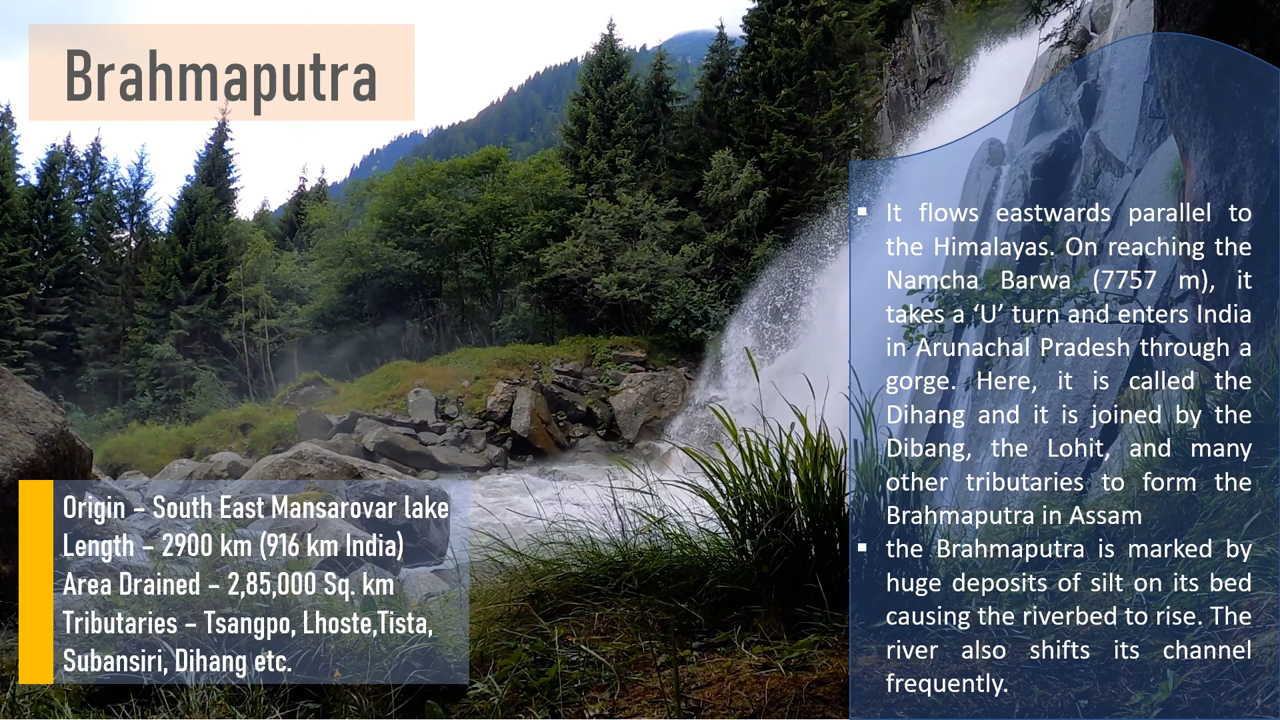 Brahmaputra
Origin – South East Mansarovar lake
Length – 2900 km (916 km India)
Area Drained – 2,85,000 Sq. km
Tributaries – Tsangpo, Lhoste,Tista,
Subansiri, Dihang etc.
▪ It flows eastwards parallel to
the Himalayas. On reaching the
Namcha Barwa (7757 m), it
takes a ‘U’ turn and enters India
in Arunachal Pradesh through a
gorge. Here, it is called the
Dihang and it is joined by the
Dibang, the Lohit, and many
other tributaries to form the
Brahmaputra in Assam
▪ the Brahmaputra is marked by
huge deposits of silt on its bed
causing the riverbed to rise. The
river also shifts its channel
frequently.